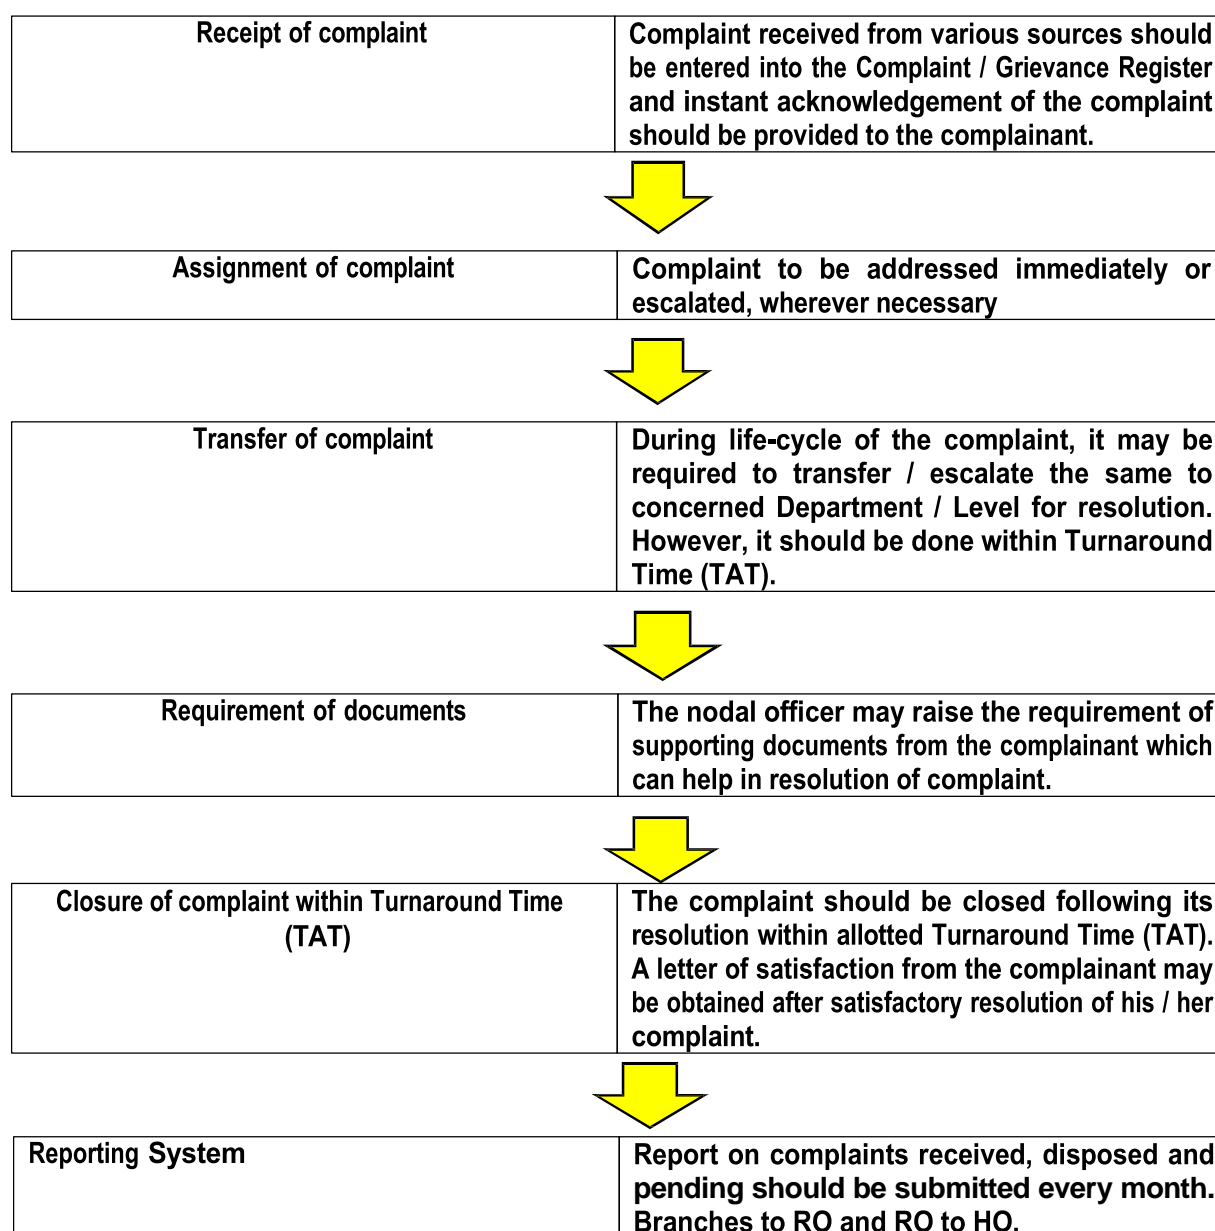 Receipt of complaint
Complaint received from various sources should
be entered into the Complaint / Grievance Register
and instant acknowledgement of the complaint
should be provided to the complainant.
Assignment of complaint
Complaint to be addressed immediately or
escalated, wherever necessary
Transfer of complaint
During life-cycle of the complaint, it may be
required to transfer / escalate the same to
concerned Department / Level for resolution.
However, it should be done within Turnaround
Time (TAT).
Requirement of documents
The nodal officer may raise the requirement of
supporting documents from the complainant which
can help in resolution of complaint.
Closure of complaint within Turnaround Time
(TAT)
The complaint should be closed following its
resolution within allotted Turnaround Time (TAT).
A letter of satisfaction from the complainant may
be obtained after satisfactory resolution of his / her
complaint.
Reporting System
Report on complaints received, disposed and
pending should be submitted every month.
Branches to RO and RO to HO.